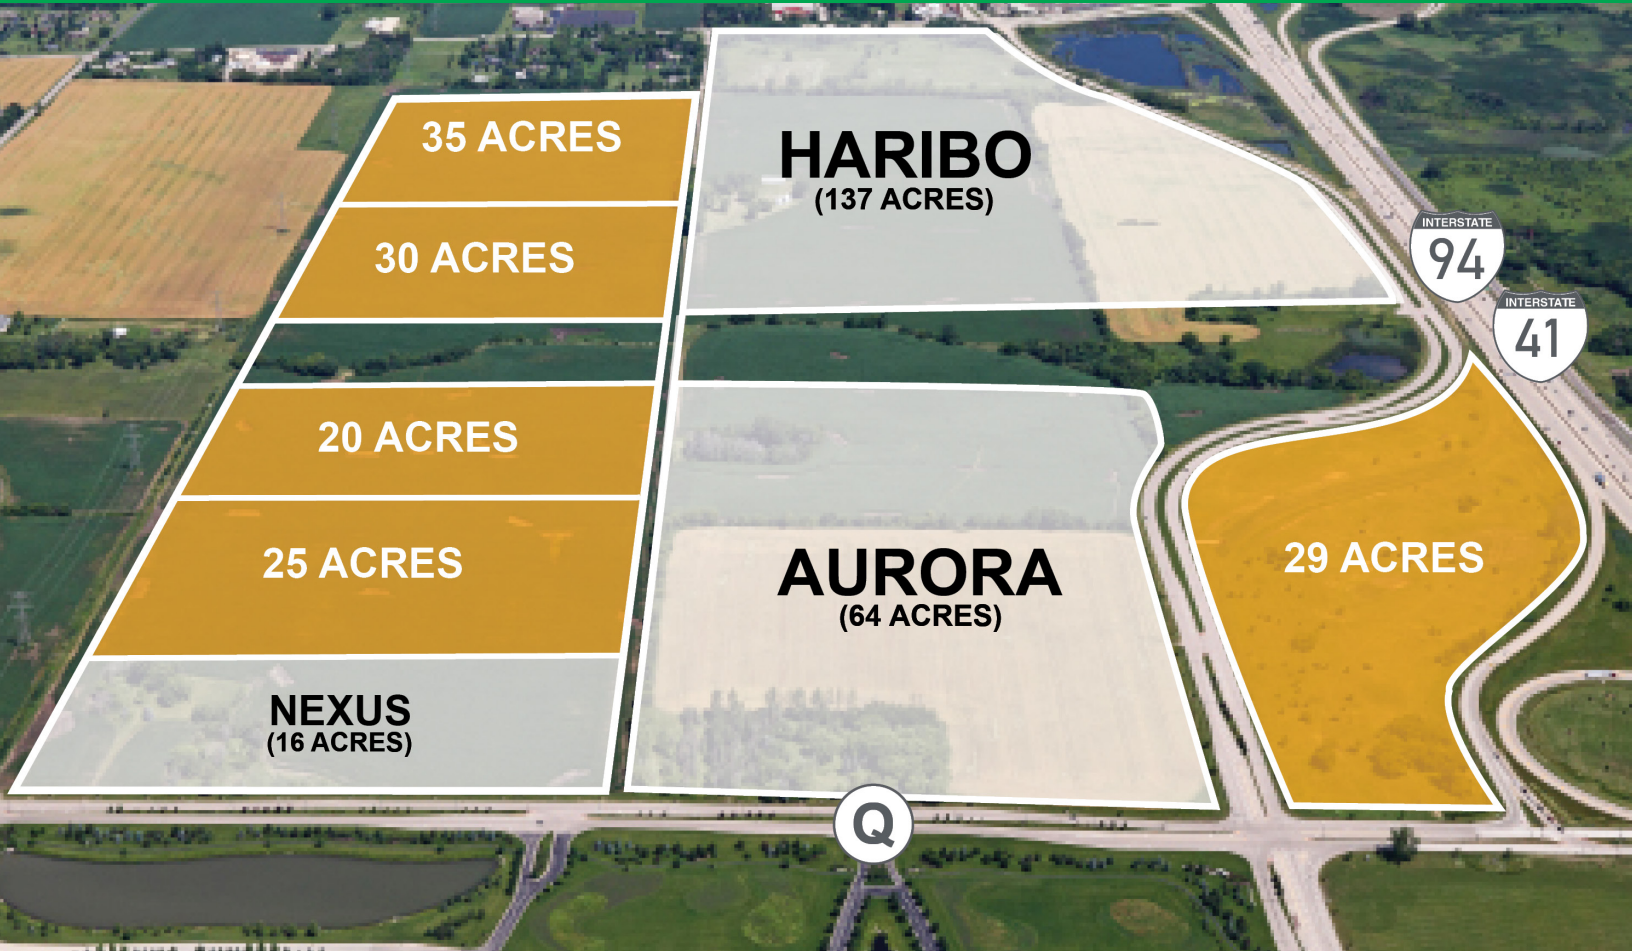 35 ACRES
30 ACRES
20 ACRES
25 ACRES
NEXUS
(16 ACRES)
HARIBO
(137 ACRES)
AURORA
(64 ACRES)
29 ACRES
INTERSTATE
94
INTERSTATE
41
Q